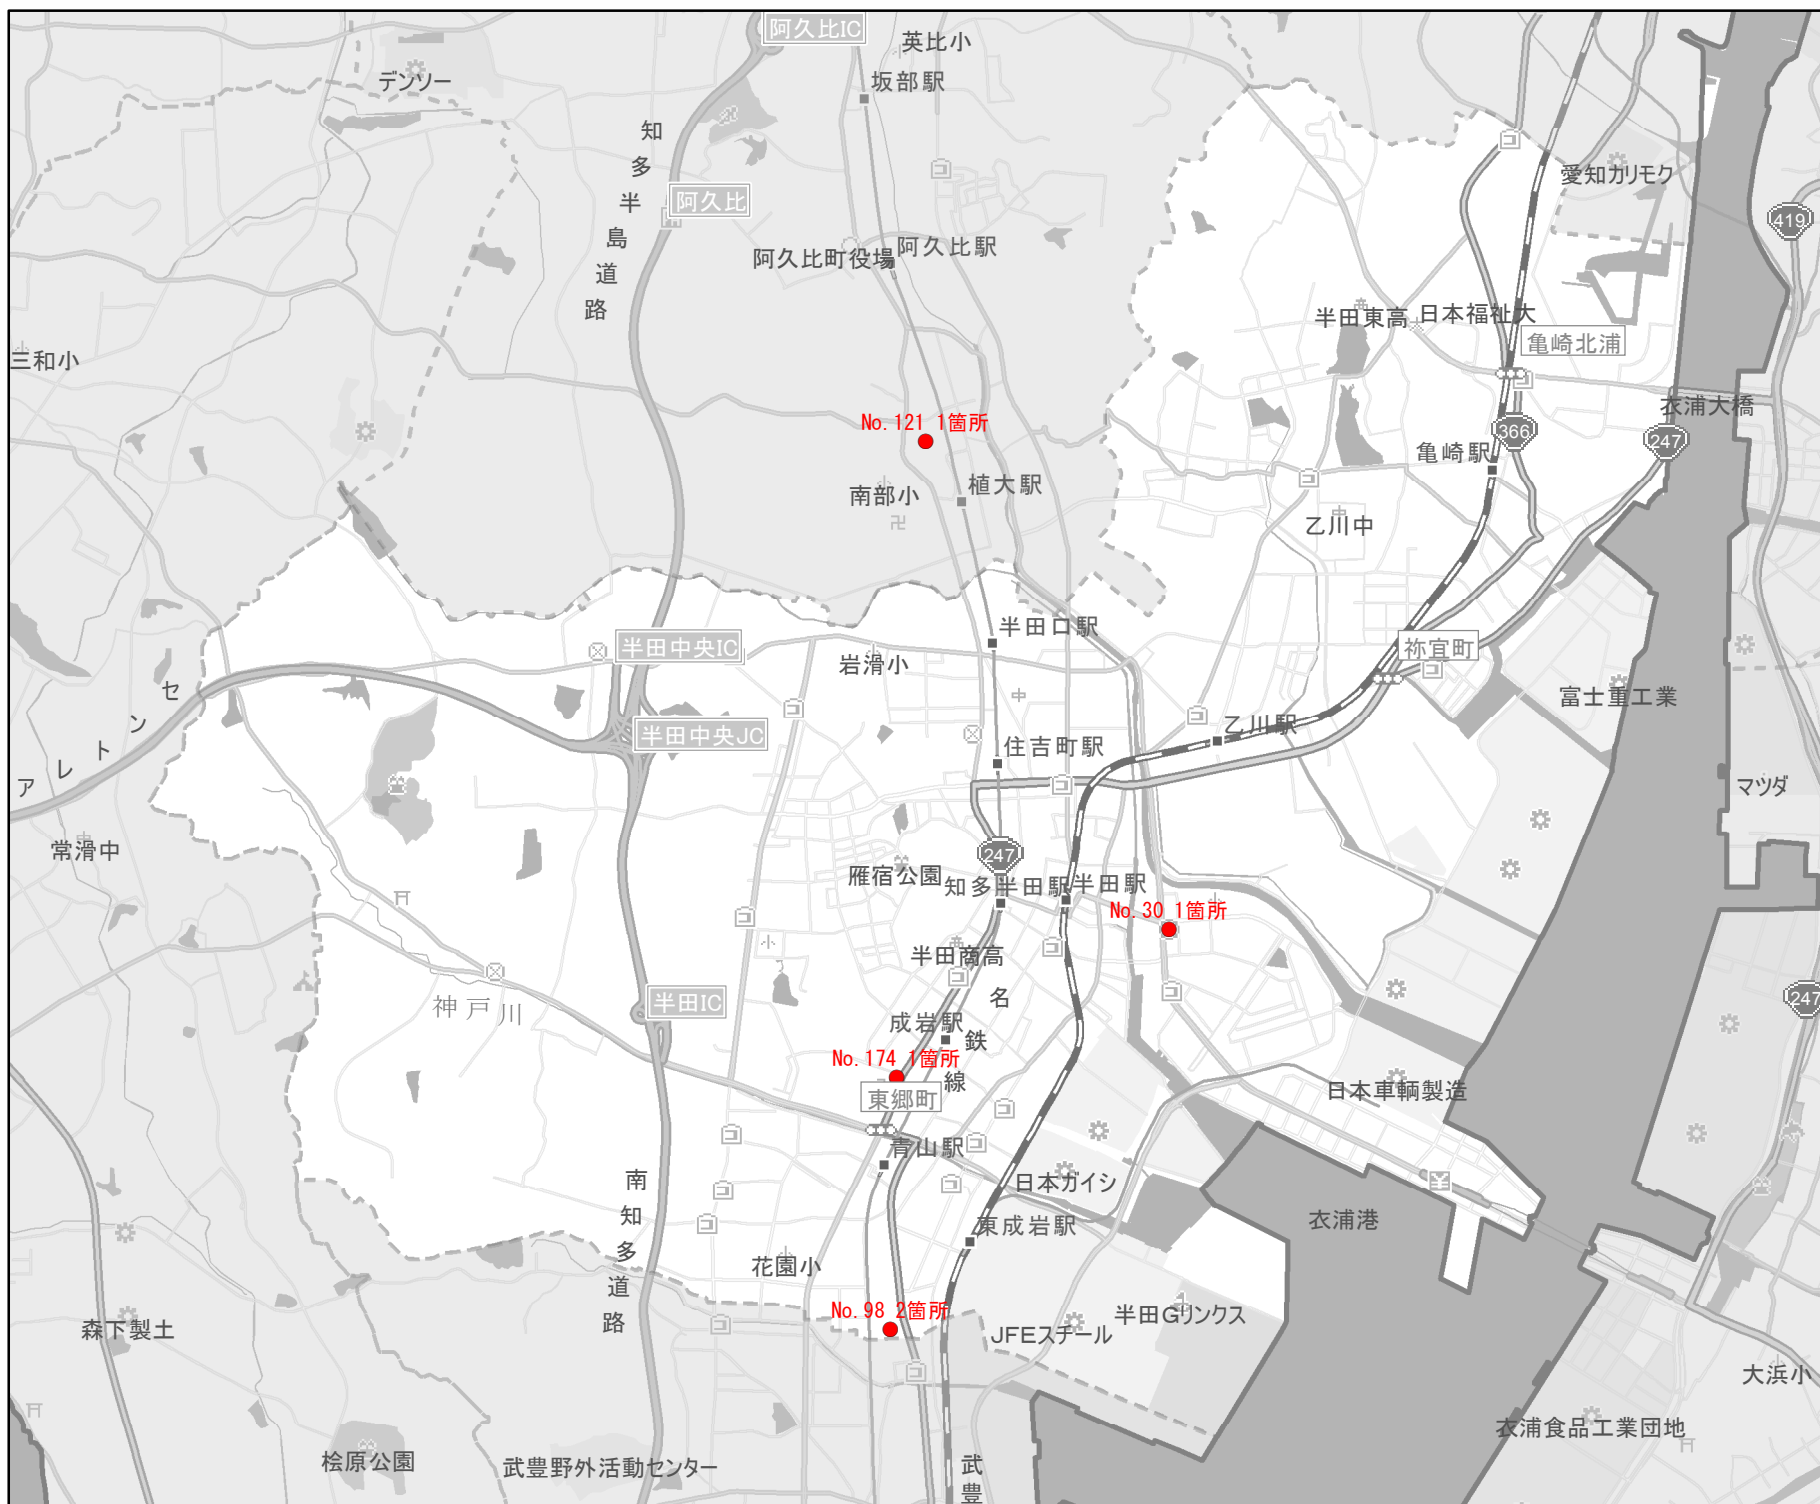 阿久比IC
英比小
デンソー
坂部駅
知多半島道路
愛知カリモク
阿久比
419
阿久比町役場
阿久比駅
半田東高
日本福祉大
亀崎北浦
三和小
衣浦大橋
No.121 1箇所
366
247
亀崎駅
南部小
植大駅
乙川中
半田口駅
半田中央IC
岩滑小
祢宜町
セントレア
富士重工業
半田中央JC
住吉町駅
乙川駅
マツダ
常滑中
247
雁宿公園
知多半田駅
半田駅
No.30 1箇所
半田商高
半田IC
名鉄線
247
神戸川
成岩駅
No.174 1箇所
東郷町
日本車輌製造
青山駅
南知多道路
日本ガイシ
東成岩駅
衣浦港
花園小
No.98 2箇所
半田Gリンクス
森下製土
JFEスチール
大浜小
衣浦食品工業団地
桧原公園
武豊野外活動センター
武豊